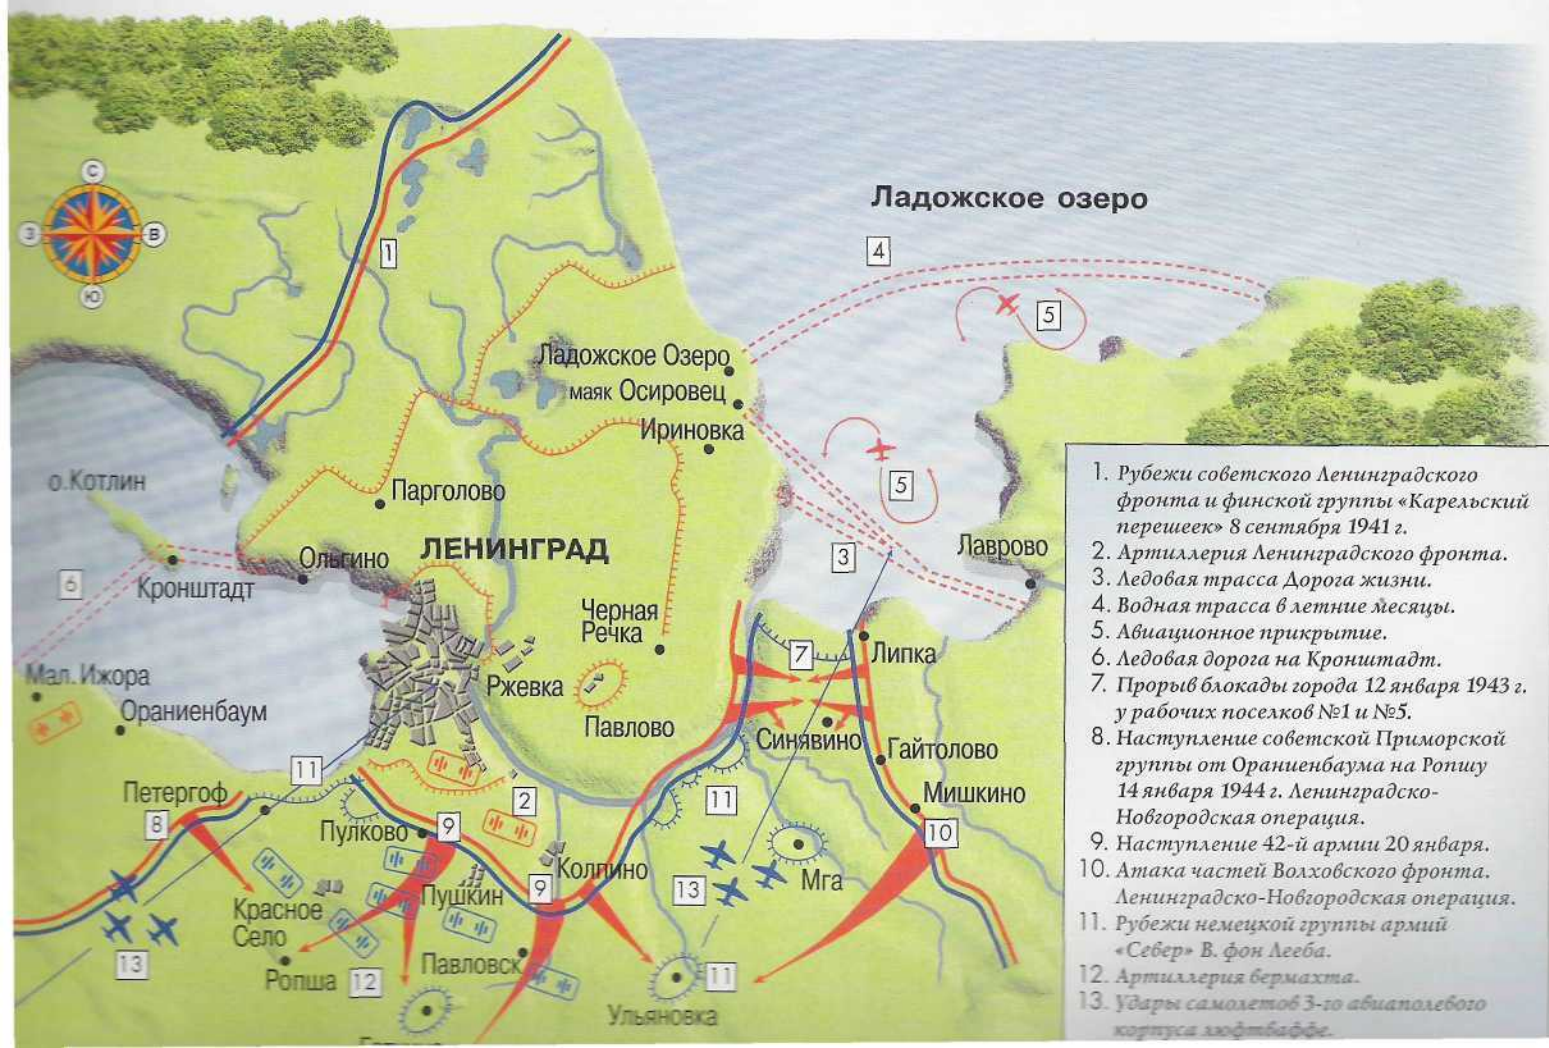 С
З
В
Ю
Ладожское озеро
1
4
5
Ладожское Озеро
маяк Осировец
Ириновка
5
о.Котлин
Парголово
ЛЕНИНГРАД
Ольгино
Кронштадт
6
3
Лаврово
Черная
Речка
7
Липка
Мал. Ижора
Ржевка
Ораниенбаум
Павлово
Синявино
Гайтолово
11
Петергоф
8
2
11
Мишкино
Пулково
9
10
Колпино
Мга
9
13
Пушкин
Красное
Село
13
Ропша
12
Павловск
11
Ульяновка
1. Рубежи советского Ленинградского
фронта и финской группы «Карельский
перешеек» 8 сентября 1941 г.
2. Артиллерия Ленинградского фронта.
3. Ледовая трасса Дорога жизни.
4. Водная трасса в летние месяцы.
5. Авиационное прикрытие.
6. Ледовая дорога на Кронштадт.
7. Прорыв блокады города 12 января 1943 г.
у рабочих поселков №1 и №5.
8. Наступление советской Приморской
группы от Ораниенбаума на Ропшу
14 января 1944 г. Ленинградско-
Новгородская операция.
9. Наступление 42-й армии 20 января.
10. Атака частей Волховского фронта.
Ленинградско-Новгородская операция.
11. Рубежи немецкой группы армий
«Север» В. фон Лееба.
12. Артиллерия вермахта.
13. Удары самолетов 3-го авиаполевого
корпуса люфтваффе.